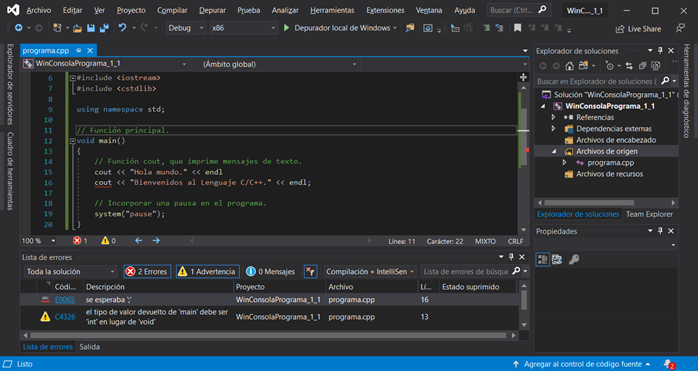 Archivo Editar Ver Proyecto Compilar Depurar Prueba Analizar Herramientas Extensiones Ventana Ayuda Buscar (Ctrl... WinC..._1_1
Debug x86 Depurador local de Windows Live Share
Explorador de servidores
Cuadro de herramientas
programa.cpp
WinConsolaPrograma_1_1 (Ámbito global)
6 #include <iostream>
7 #include <cstdlib>
8
9 using namespace std;
10
11 // Función principal.
12 void main()
13 {
14 // Función cout, que imprime mensajes de texto.
15 cout << "Hola mundo." << endl
16 cout << "Bienvenidos al Lenguaje C/C++." << endl;
17
18 // Incorporar una pausa en el programa.
19 system("pause");
20 }
100 % 1 0 Línea: 11 Carácter: 22 MIXTO CRLF
Lista de errores
Toda la solución 2 Errores 1 Advertencia 0 Mensajes Compilación + IntelliSen Lista de errores de búsque
Códi... Descripción Proyecto Archivo Lí... Estado suprimido
E0065 se esperaba ';' WinConsolaPrograma_1_1 programa.cpp 16
C4326 el tipo de valor devuelto de 'main' debe ser 'int' en lugar de 'void' WinConsolaPrograma_1_1 programa.cpp 13
Lista de errores Salida
Explorador de soluciones
Buscar en Explorador de soluciones (
Solución "WinConsolaPrograma_1_1" (
WinConsolaPrograma_1_1
Referencias
Dependencias externas
Archivos de encabezado
Archivos de origen
programa.cpp
Archivos de recursos
Explorador de soluciones Team Explorer
Propiedades
Herramientas de diagnóstico
Listo Agregar al control de código fuente 2